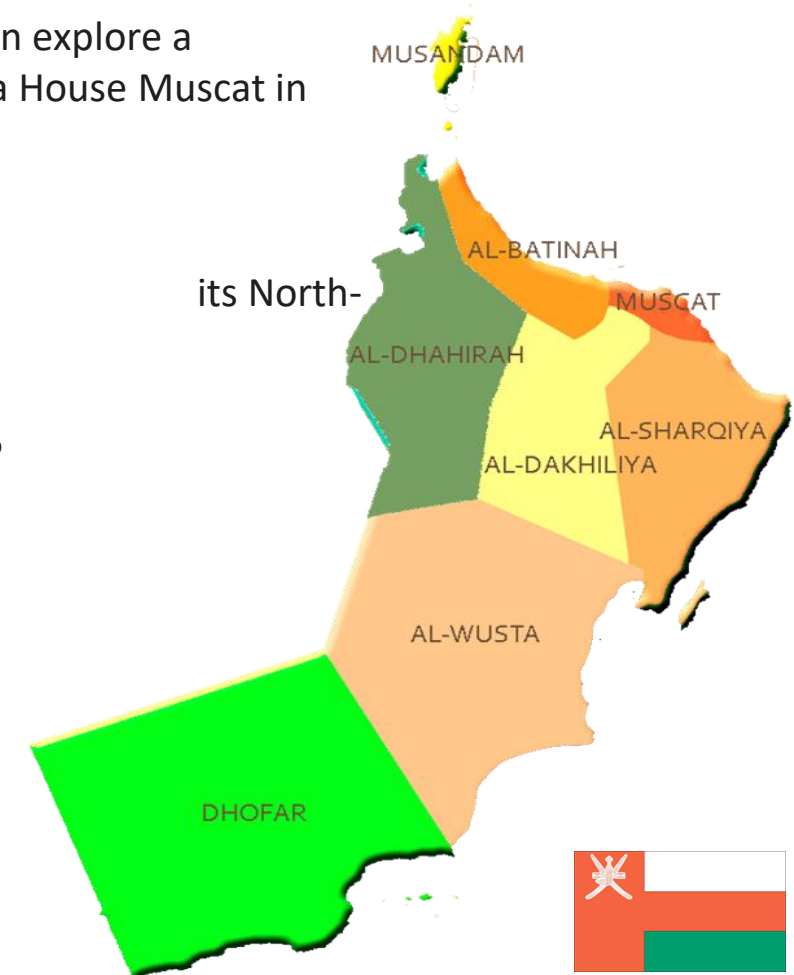 n explore a
MUSANDAM
a House Muscat in
AL-BATINAH
its North-
MUSCAT
AL-DHAHIRAH
AL-SHARQIYA
AL-DAKHILIYA
AL-WUSTA
DHOFAR